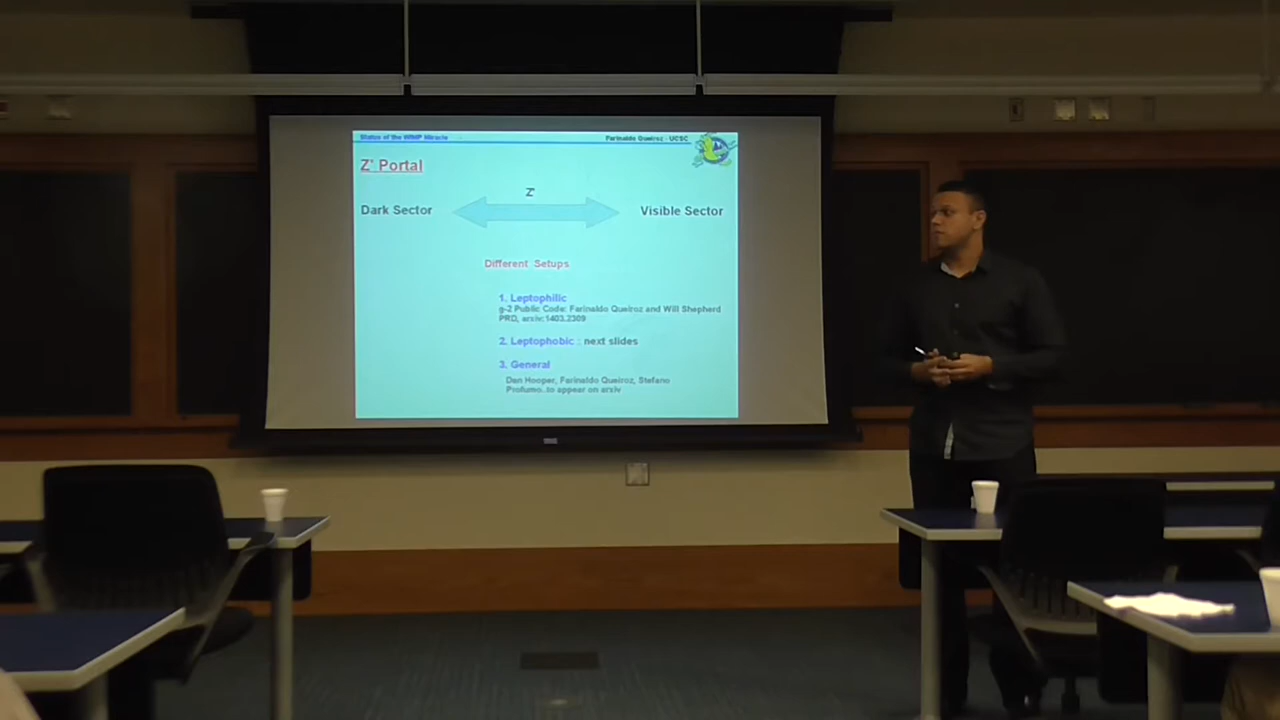 Status of the WIMP Miracle
Farinaldo Queiroz - UCSC
Z' Portal
Z'
Dark Sector
Visible Sector
Different Setups
1. Leptophilic
g-2 Public Code: Farinaldo Queiroz and Will Shepherd
PRD, arxiv:1403.2309
2. Leptophobic : next slides
3. General
Dan Hooper, Farinaldo Queiroz, Stefano
Profumo..to appear on arxiv